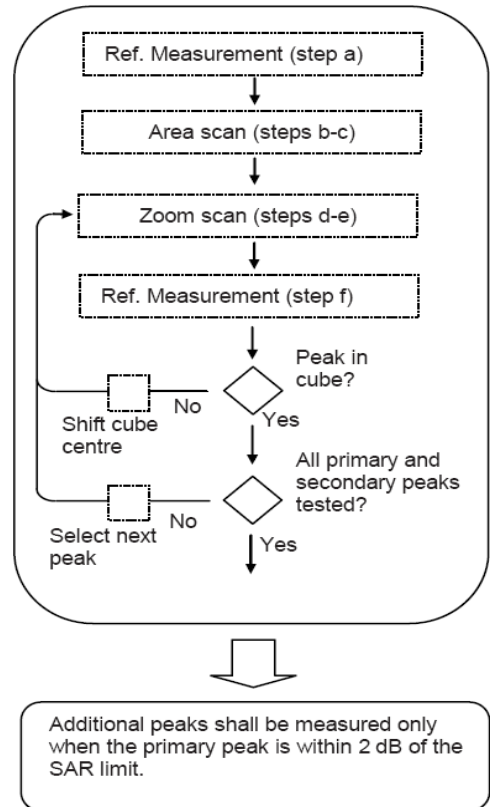 Ref. Measurement (step a)
Area scan (steps b-c)
Zoom scan (steps d-e)
Ref. Measurement (step f)
Peak in
cube?
No
Yes
Shift cube
centre
All primary and
secondary peaks
tested?
No
Yes
Select next
peak
Additional peaks shall be measured only
when the primary peak is within 2 dB of the
SAR limit.